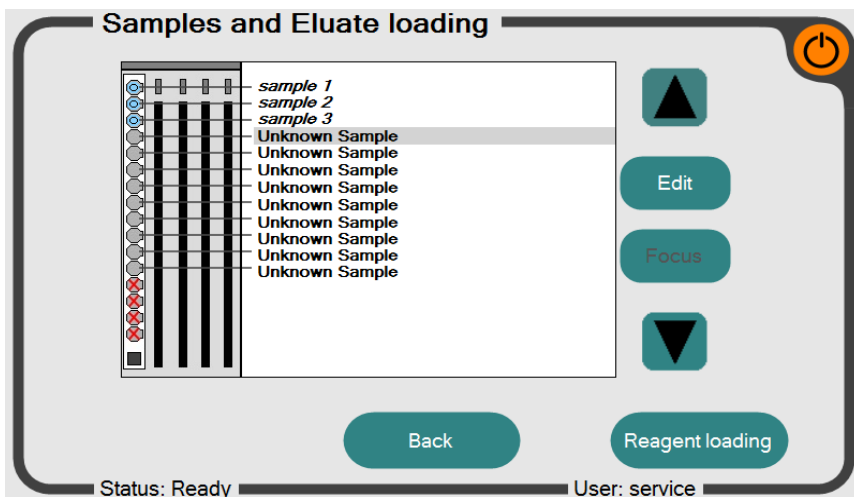 Samples and Eluate loading
sample 1
sample 2
sample 3
Unknown Sample
Unknown Sample
Unknown Sample
Unknown Sample
Unknown Sample
Unknown Sample
Unknown Sample
Unknown Sample
Unknown Sample
Edit
Focus
Back
Reagent loading
Status: Ready
User: service